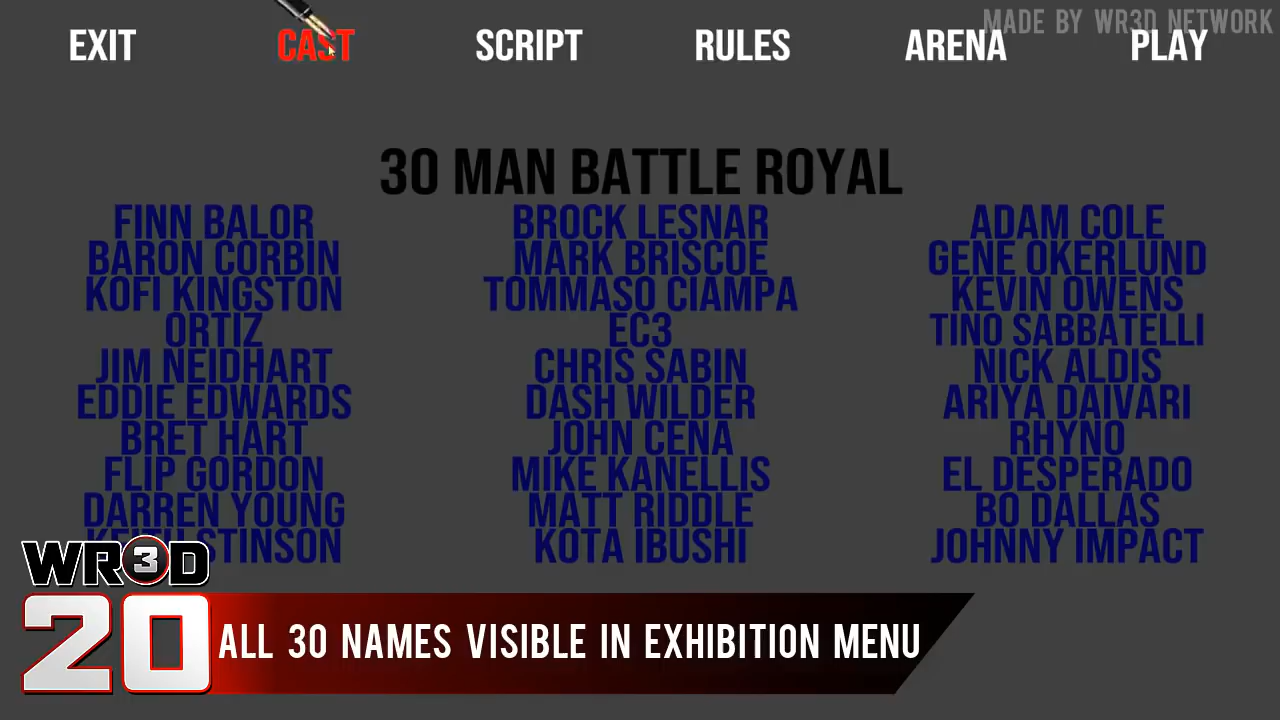 MADE BY WR3D NETWORK
EXIT CAST SCRIPT RULES ARENA PLAY
30 MAN BATTLE ROYAL
FINN BALOR BROCK LESNAR ADAM COLE
BARON CORBIN MARK BRISCOE GENE OKERLUND
KOFI KINGSTON TOMMASO CIAMPA KEVIN OWENS
ORTIZ EC3 TINO SABBATELLI
JIM NEIDHART CHRIS SABIN NICK ALDIS
EDDIE EDWARDS DASH WILDER ARIYA DAIVARI
BRET HART JOHN CENA RHYNO
FLIP GORDON MIKE KANELLIS EL DESPERADO
DARREN YOUNG MATT RIDDLE BO DALLAS
STINSON KOTA IBUSHI JOHNNY IMPACT
WR3D
20
ALL 30 NAMES VISIBLE IN EXHIBITION MENU